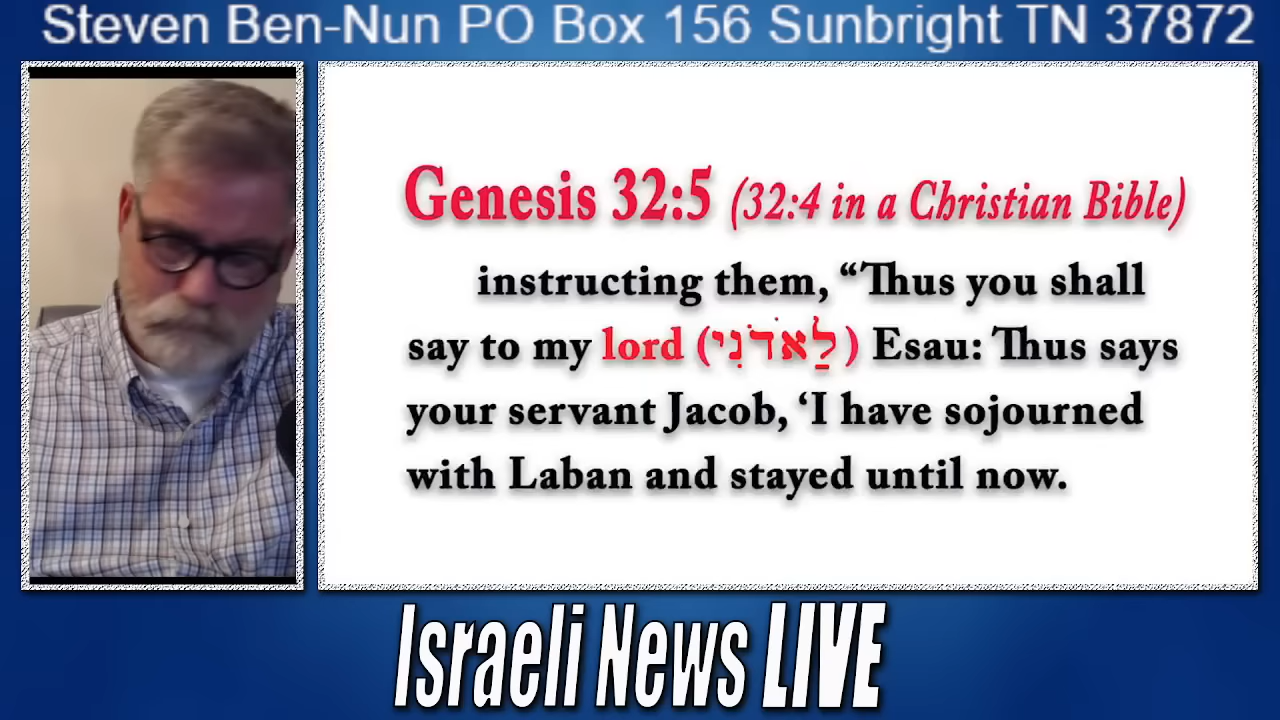 Steven Ben-Nun PO Box 156 Sunbright TN 37872
Genesis 32:5 (32:4 in a Christian Bible)
instructing them, “Thus you shall
say to my lord (לַאדֹנִי) Esau: Thus says
your servant Jacob, ‘I have sojourned
with Laban and stayed until now.
Israeli News LIVE